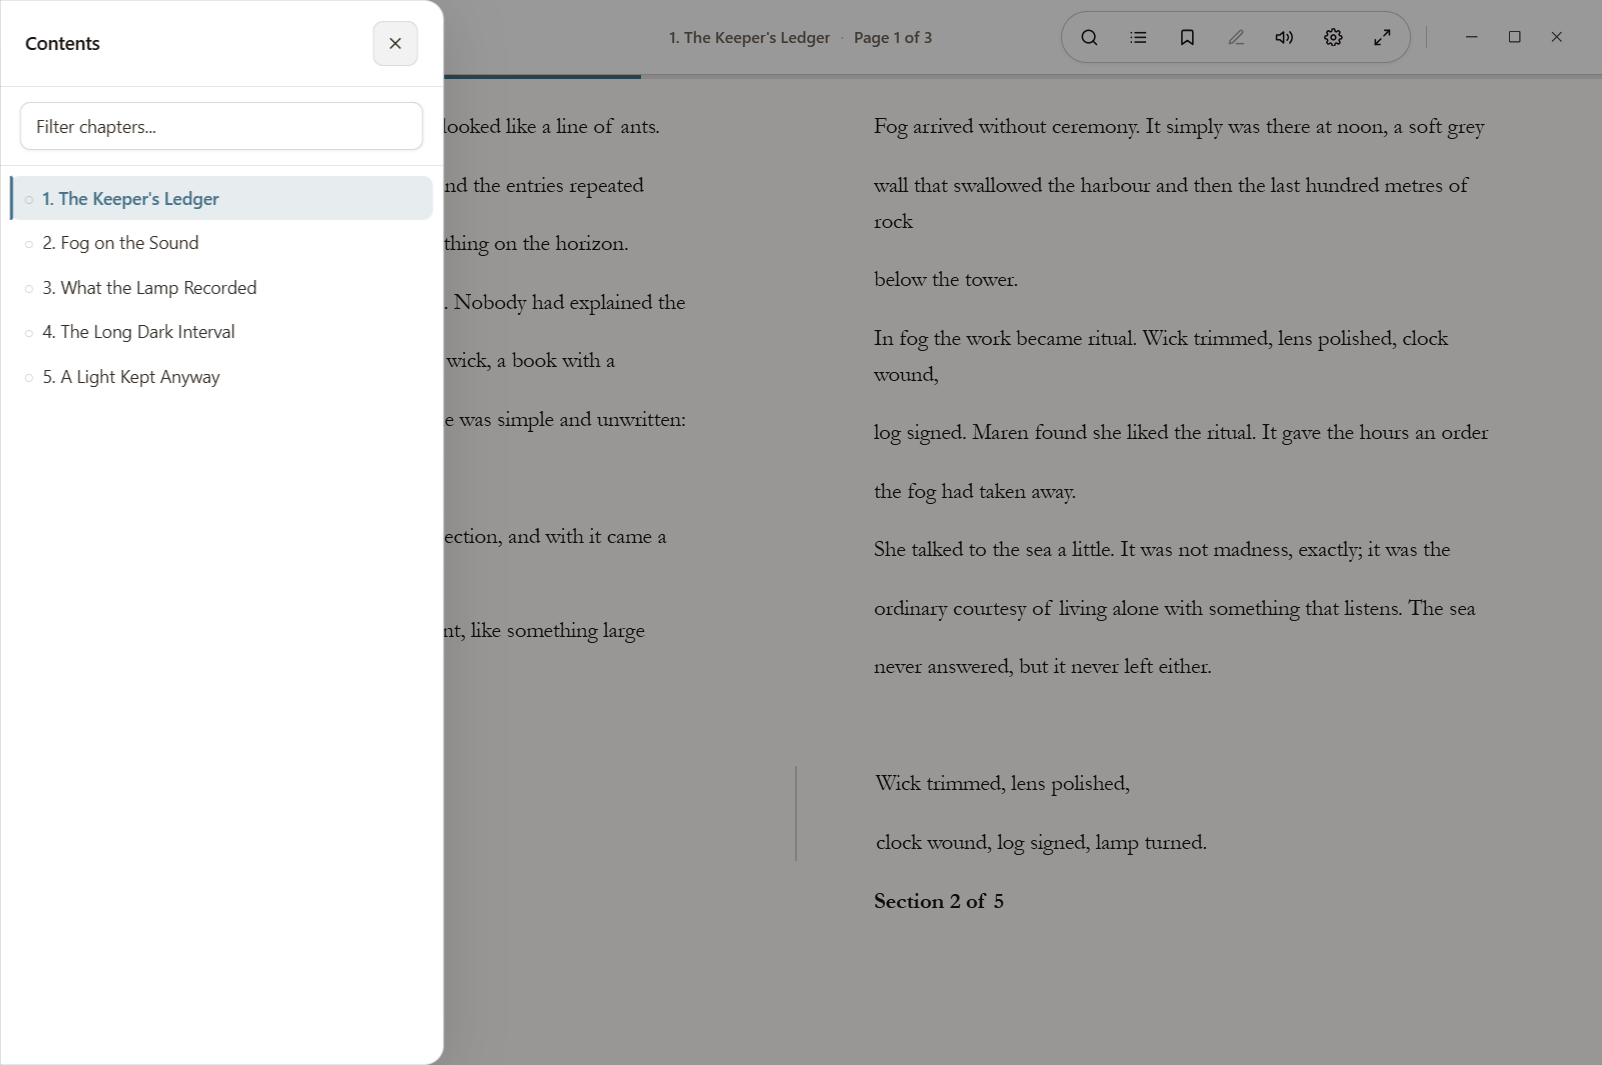 Contents
Filter chapters...
1. The Keeper's Ledger
2. Fog on the Sound
3. What the Lamp Recorded
4. The Long Dark Interval
5. A Light Kept Anyway
1. The Keeper's Ledger · Page 1 of 3
looked like a line of ants.
nd the entries repeated
thing on the horizon.
. Nobody had explained the
wick, a book with a
e was simple and unwritten:
ection, and with it came a
nt, like something large
Fog arrived without ceremony. It simply was there at noon, a soft grey
wall that swallowed the harbour and then the last hundred metres of
rock
below the tower.
In fog the work became ritual. Wick trimmed, lens polished, clock
wound,
log signed. Maren found she liked the ritual. It gave the hours an order
the fog had taken away.
She talked to the sea a little. It was not madness, exactly; it was the
ordinary courtesy of living alone with something that listens. The sea
never answered, but it never left either.
Wick trimmed, lens polished,
clock wound, log signed, lamp turned.
Section 2 of 5